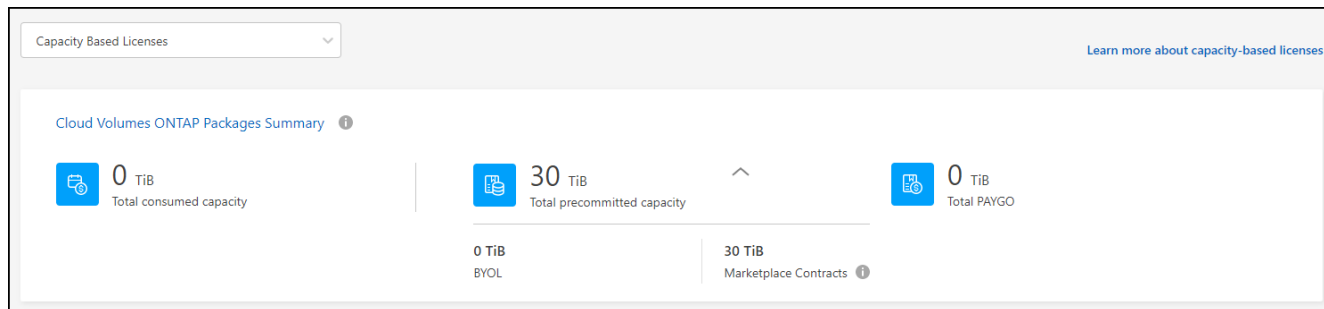 Capacity Based Licenses
Learn more about capacity-based licenses
Cloud Volumes ONTAP Packages Summary
0 TiB
Total consumed capacity
30 TiB
Total precommitted capacity
0 TiB
Total PAYGO
0 TiB
BYOL
30 TiB
Marketplace Contracts